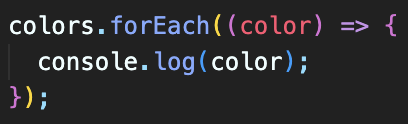 colors.forEach((color) => {
  console.log(color);
});